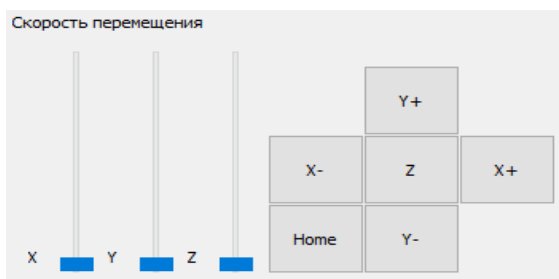 Скорость перемещения
Y+
X- Z X+
Home Y-
X Y Z